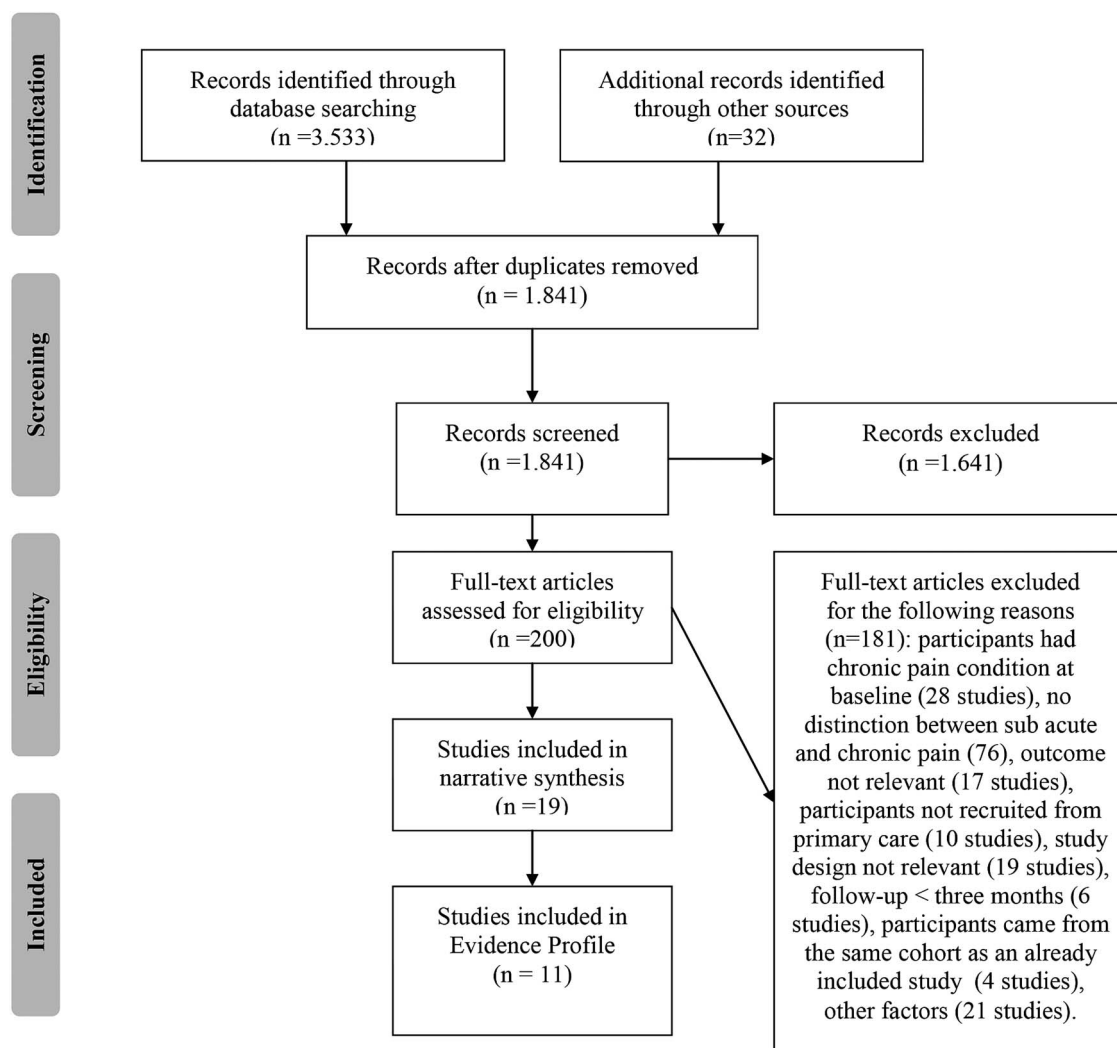 Identification
Records identified through
database searching
(n =3.533)
Additional records identified
through other sources
(n=32)
Records after duplicates removed
(n = 1.841)
Screening
Records screened
(n =1.841)
Records excluded
(n =1.641)
Eligibility
Full-text articles
assessed for eligibility
(n =200)
Full-text articles excluded
for the following reasons
(n=181): participants had
chronic pain condition at
baseline (28 studies), no
distinction between sub acute
and chronic pain (76), outcome
not relevant (17 studies),
participants not recruited from
primary care (10 studies), study
design not relevant (19 studies),
follow-up < three months (6
studies), participants came from
the same cohort as an already
included study (4 studies),
other factors (21 studies).
Studies included in
narrative synthesis
(n =19)
Included
Studies included in
Evidence Profile
(n = 11)